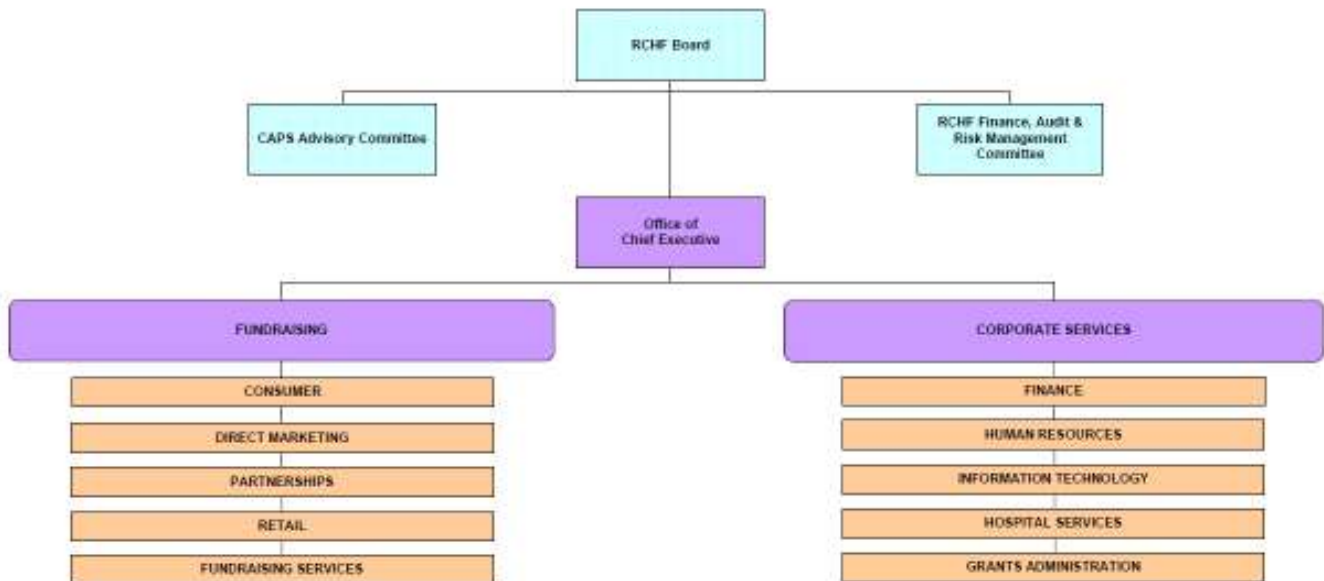 RCHF Board
CAPS Advisory Committee
RCHF Finance, Audit &
Risk Management
Committee
Office of
Chief Executive
FUNDRAISING
CONSUMER
DIRECT MARKETING
PARTNERSHIPS
RETAIL
FUNDRAISING SERVICES
CORPORATE SERVICES
FINANCE
HUMAN RESOURCES
INFORMATION TECHNOLOGY
HOSPITAL SERVICES
GRANTS ADMINISTRATION